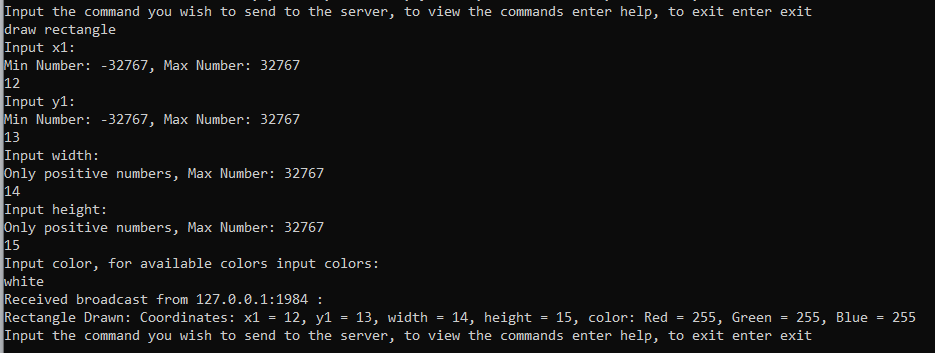 Input the command you wish to send to the server, to view the commands enter help, to exit enter exit
draw rectangle
Input x1:
Min Number: -32767, Max Number: 32767
12
Input y1:
Min Number: -32767, Max Number: 32767
13
Input width:
Only positive numbers, Max Number: 32767
14
Input height:
Only positive numbers, Max Number: 32767
15
Input color, for available colors input colors:
white
Received broadcast from 127.0.0.1:1984 :
Rectangle Drawn: Coordinates: x1 = 12, y1 = 13, width = 14, height = 15, color: Red = 255, Green = 255, Blue = 255
Input the command you wish to send to the server, to view the commands enter help, to exit enter exit